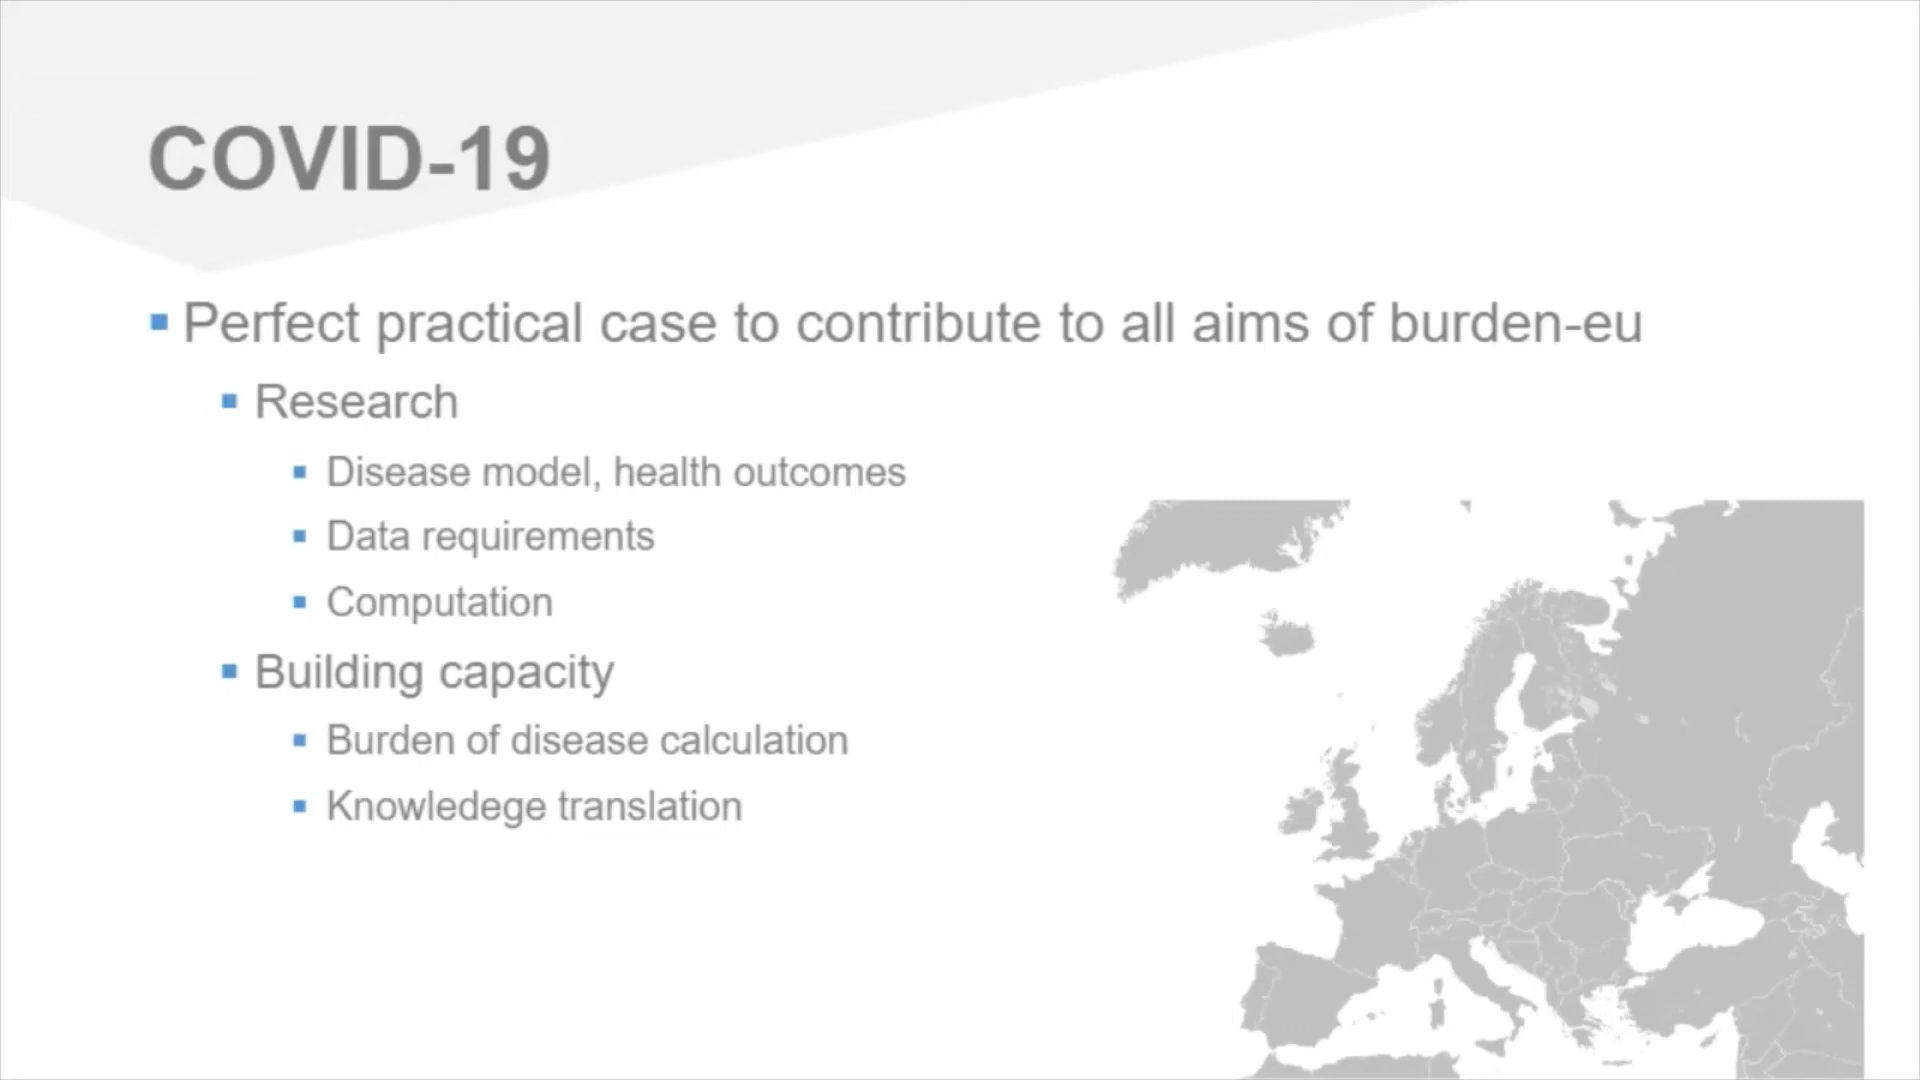 COVID-19
Perfect practical case to contribute to all aims of burden-eu
Research
Disease model, health outcomes
Data requirements
Computation
Building capacity
Burden of disease calculation
Knowledege translation